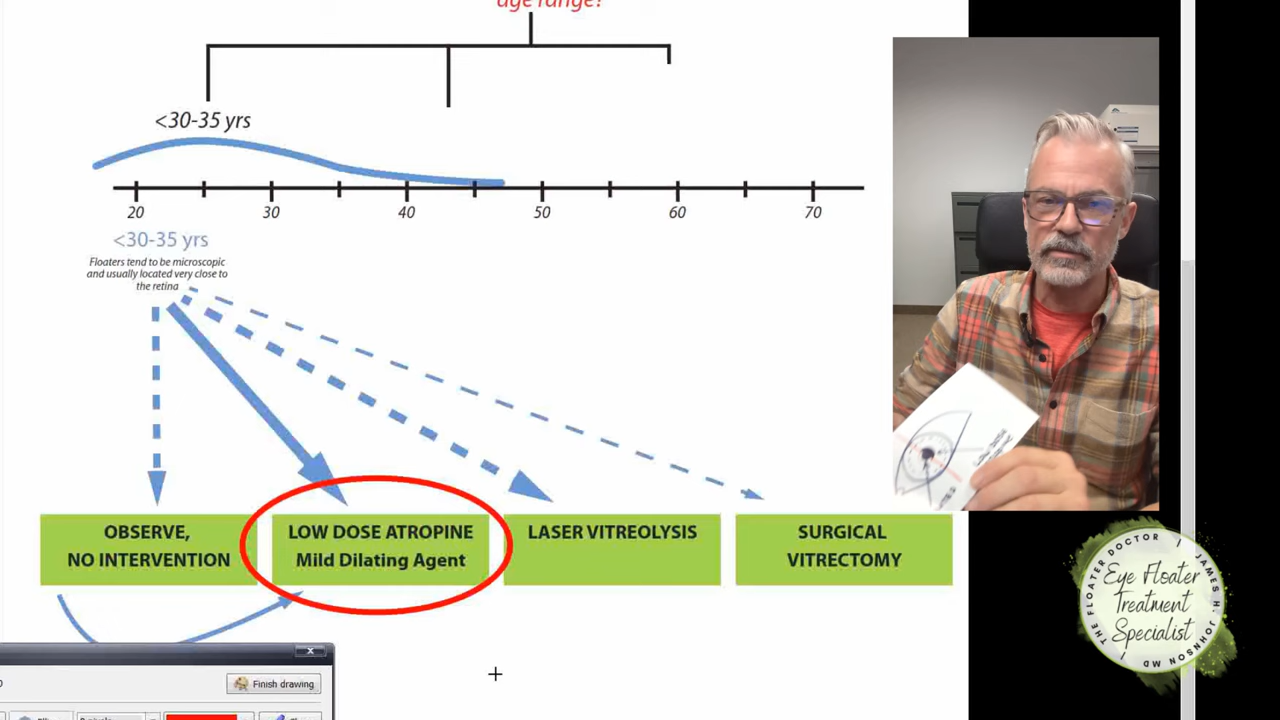 age range?
<30-35 yrs
20 30 40 50 60 70
<30-35 yrs
Floaters tend to be microscopic
and usually located very close to
the retina
OBSERVE,
NO INTERVENTION
LOW DOSE ATROPINE
Mild Dilating Agent
LASER VITREOLYSIS
SURGICAL
VITRECTOMY
x
Finish drawing
THE FLOATER DOCTOR | JAMES H. JOHNSON MD |
Eye Floater
Treatment
Specialist